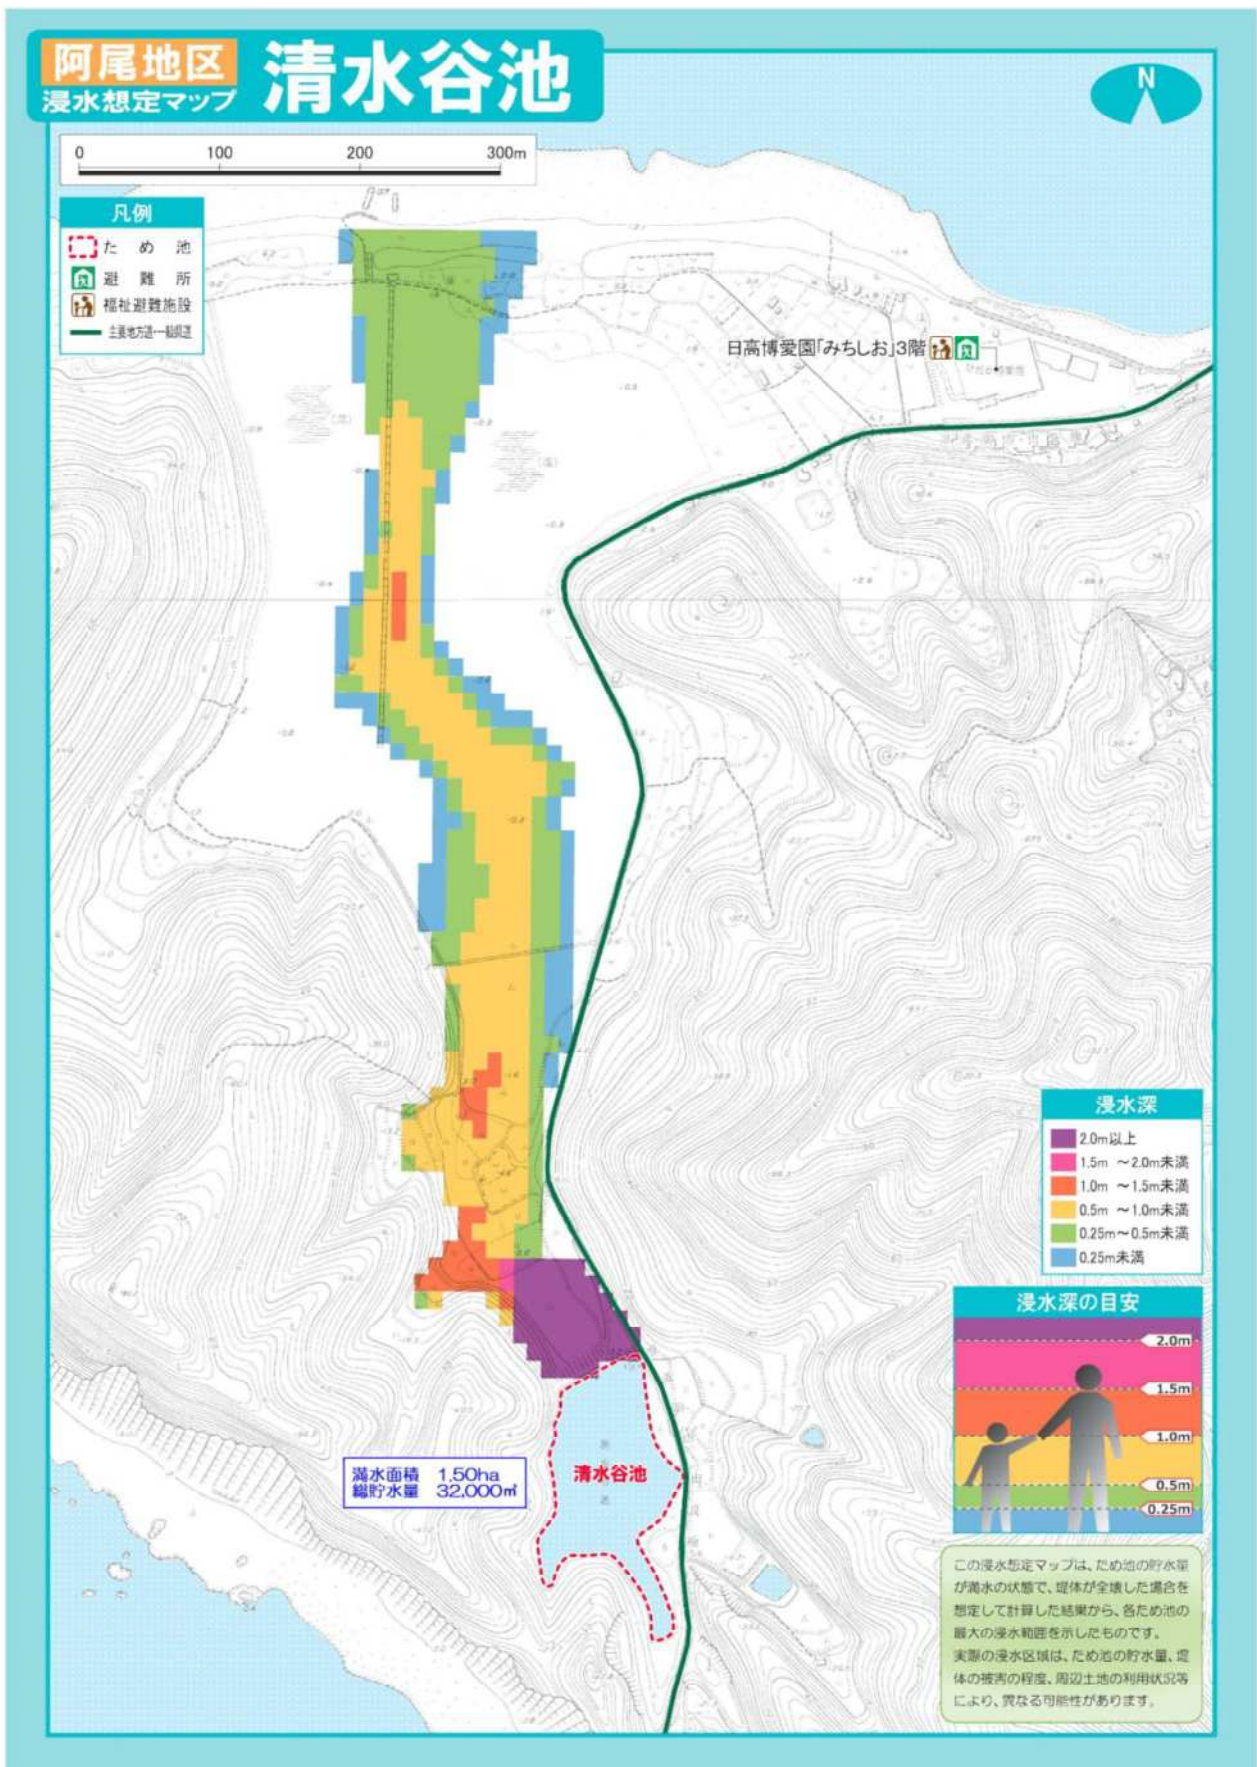 阿尾地区
浸水想定マップ
清水谷池
N
0 100 200 300m
凡例
ため池
避難所
福祉避難施設
主要地方道・一般県道
日高博愛園「みちしお」3階
浸水深
2.0m以上
1.5m ～2.0m未満
1.0m ～1.5m未満
0.5m ～1.0m未満
0.25m～0.5m未満
0.25m未満
浸水深の目安
2.0m
1.5m
1.0m
0.5m
0.25m
満水面積 1.50ha
総貯水量 32,000㎥
清水谷池
この浸水想定マップは、ため池の貯水量
が満水の状態で、堤体が全壊した場合を
想定して計算した結果から、各ため池の
最大の浸水範囲を示したものです。
実際の浸水区域は、ため池の貯水量、堤
体の被害の程度、周辺土地の利用状況等
により、異なる可能性があります。